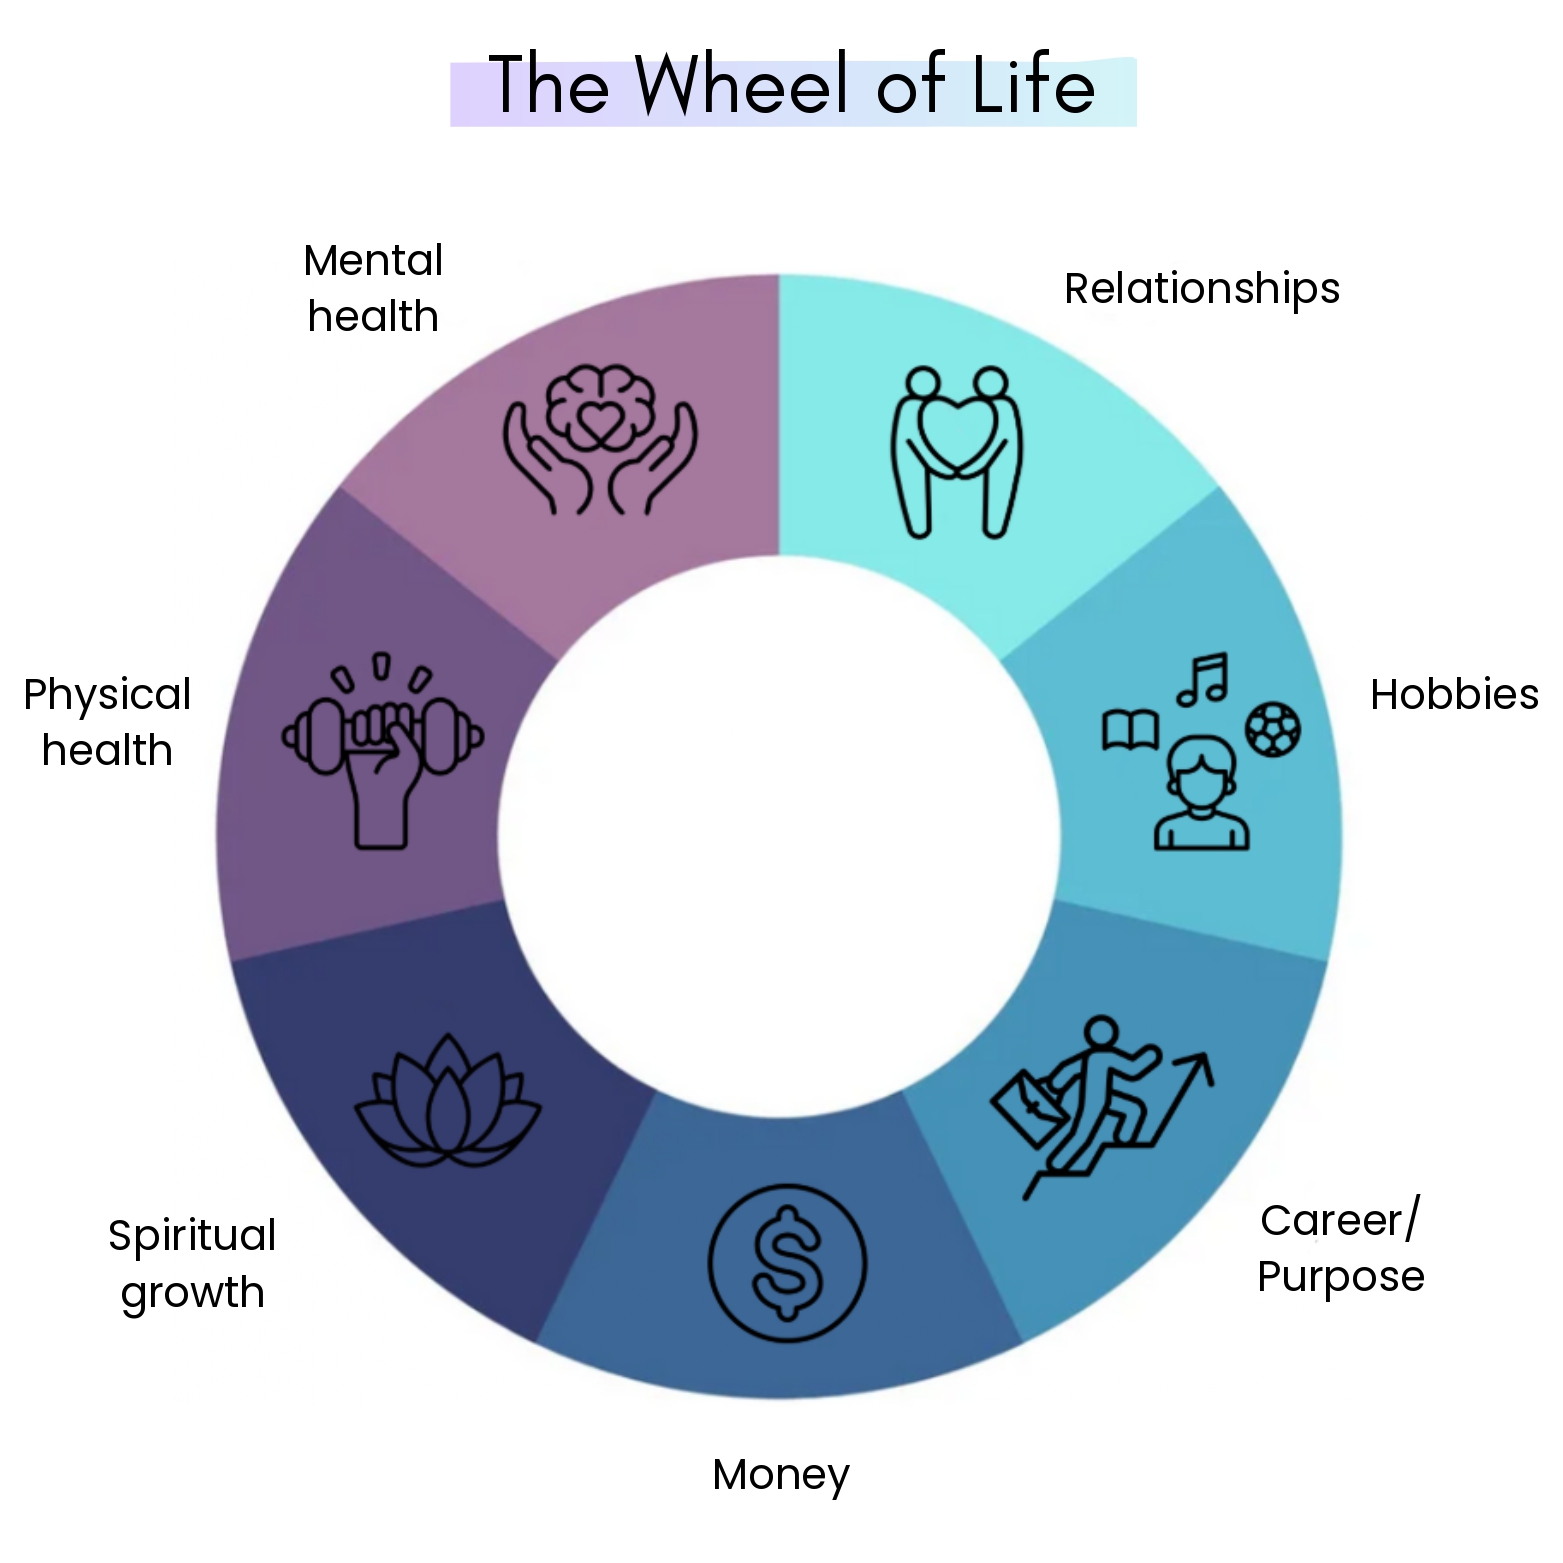 The Wheel of Life
Mental
health
Relationships
Physical
health
Hobbies
Spiritual
growth
Career/
Purpose
Money